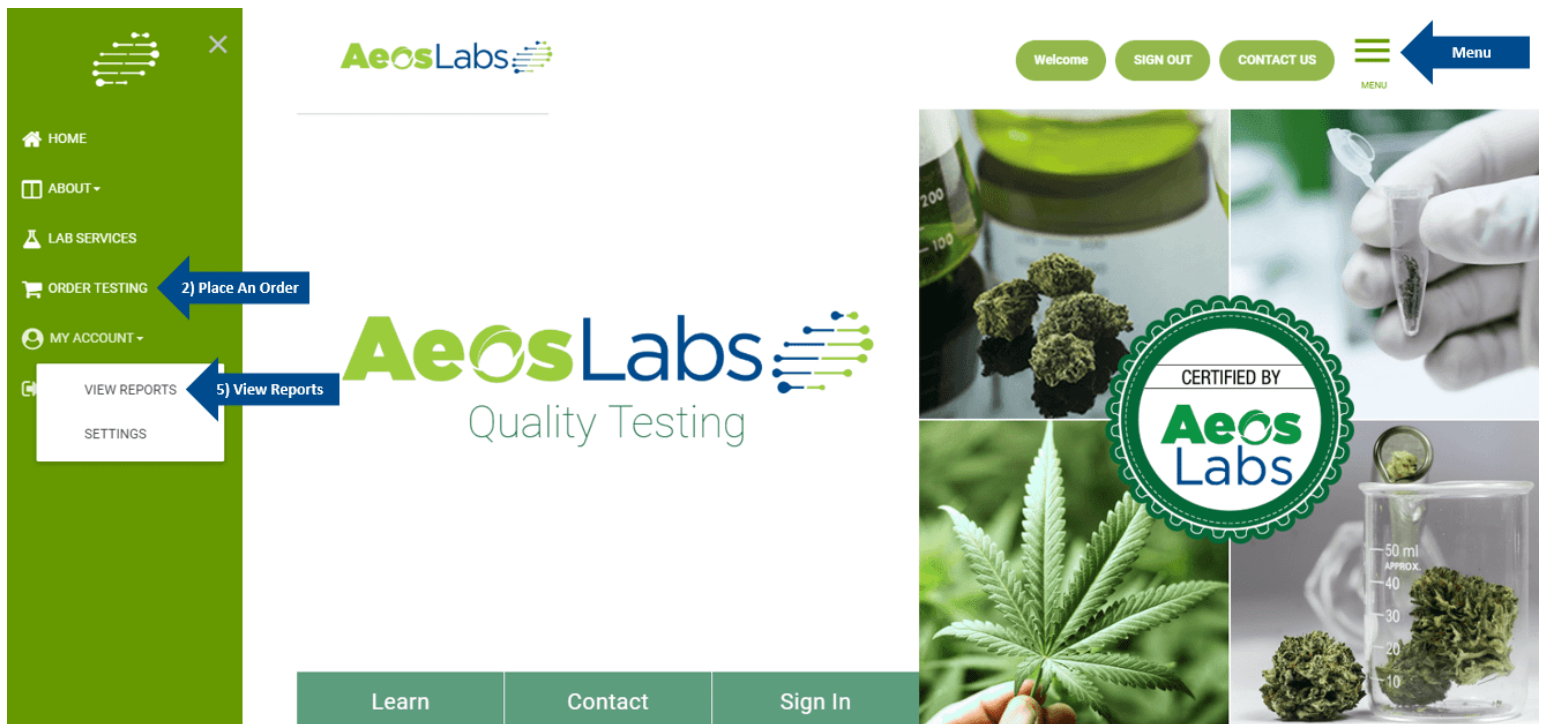 HOME
ABOUT
LAB SERVICES
ORDER TESTING
2) Place An Order
MY ACCOUNT
VIEW REPORTS
5) View Reports
SETTINGS
AeosLabs
Welcome
SIGN OUT
CONTACT US
MENU
Menu
AeosLabs
Quality Testing
Learn
Contact
Sign In
200
100
CERTIFIED BY
Aeos
Labs
50 ml
APPROX.
40
30
20
10